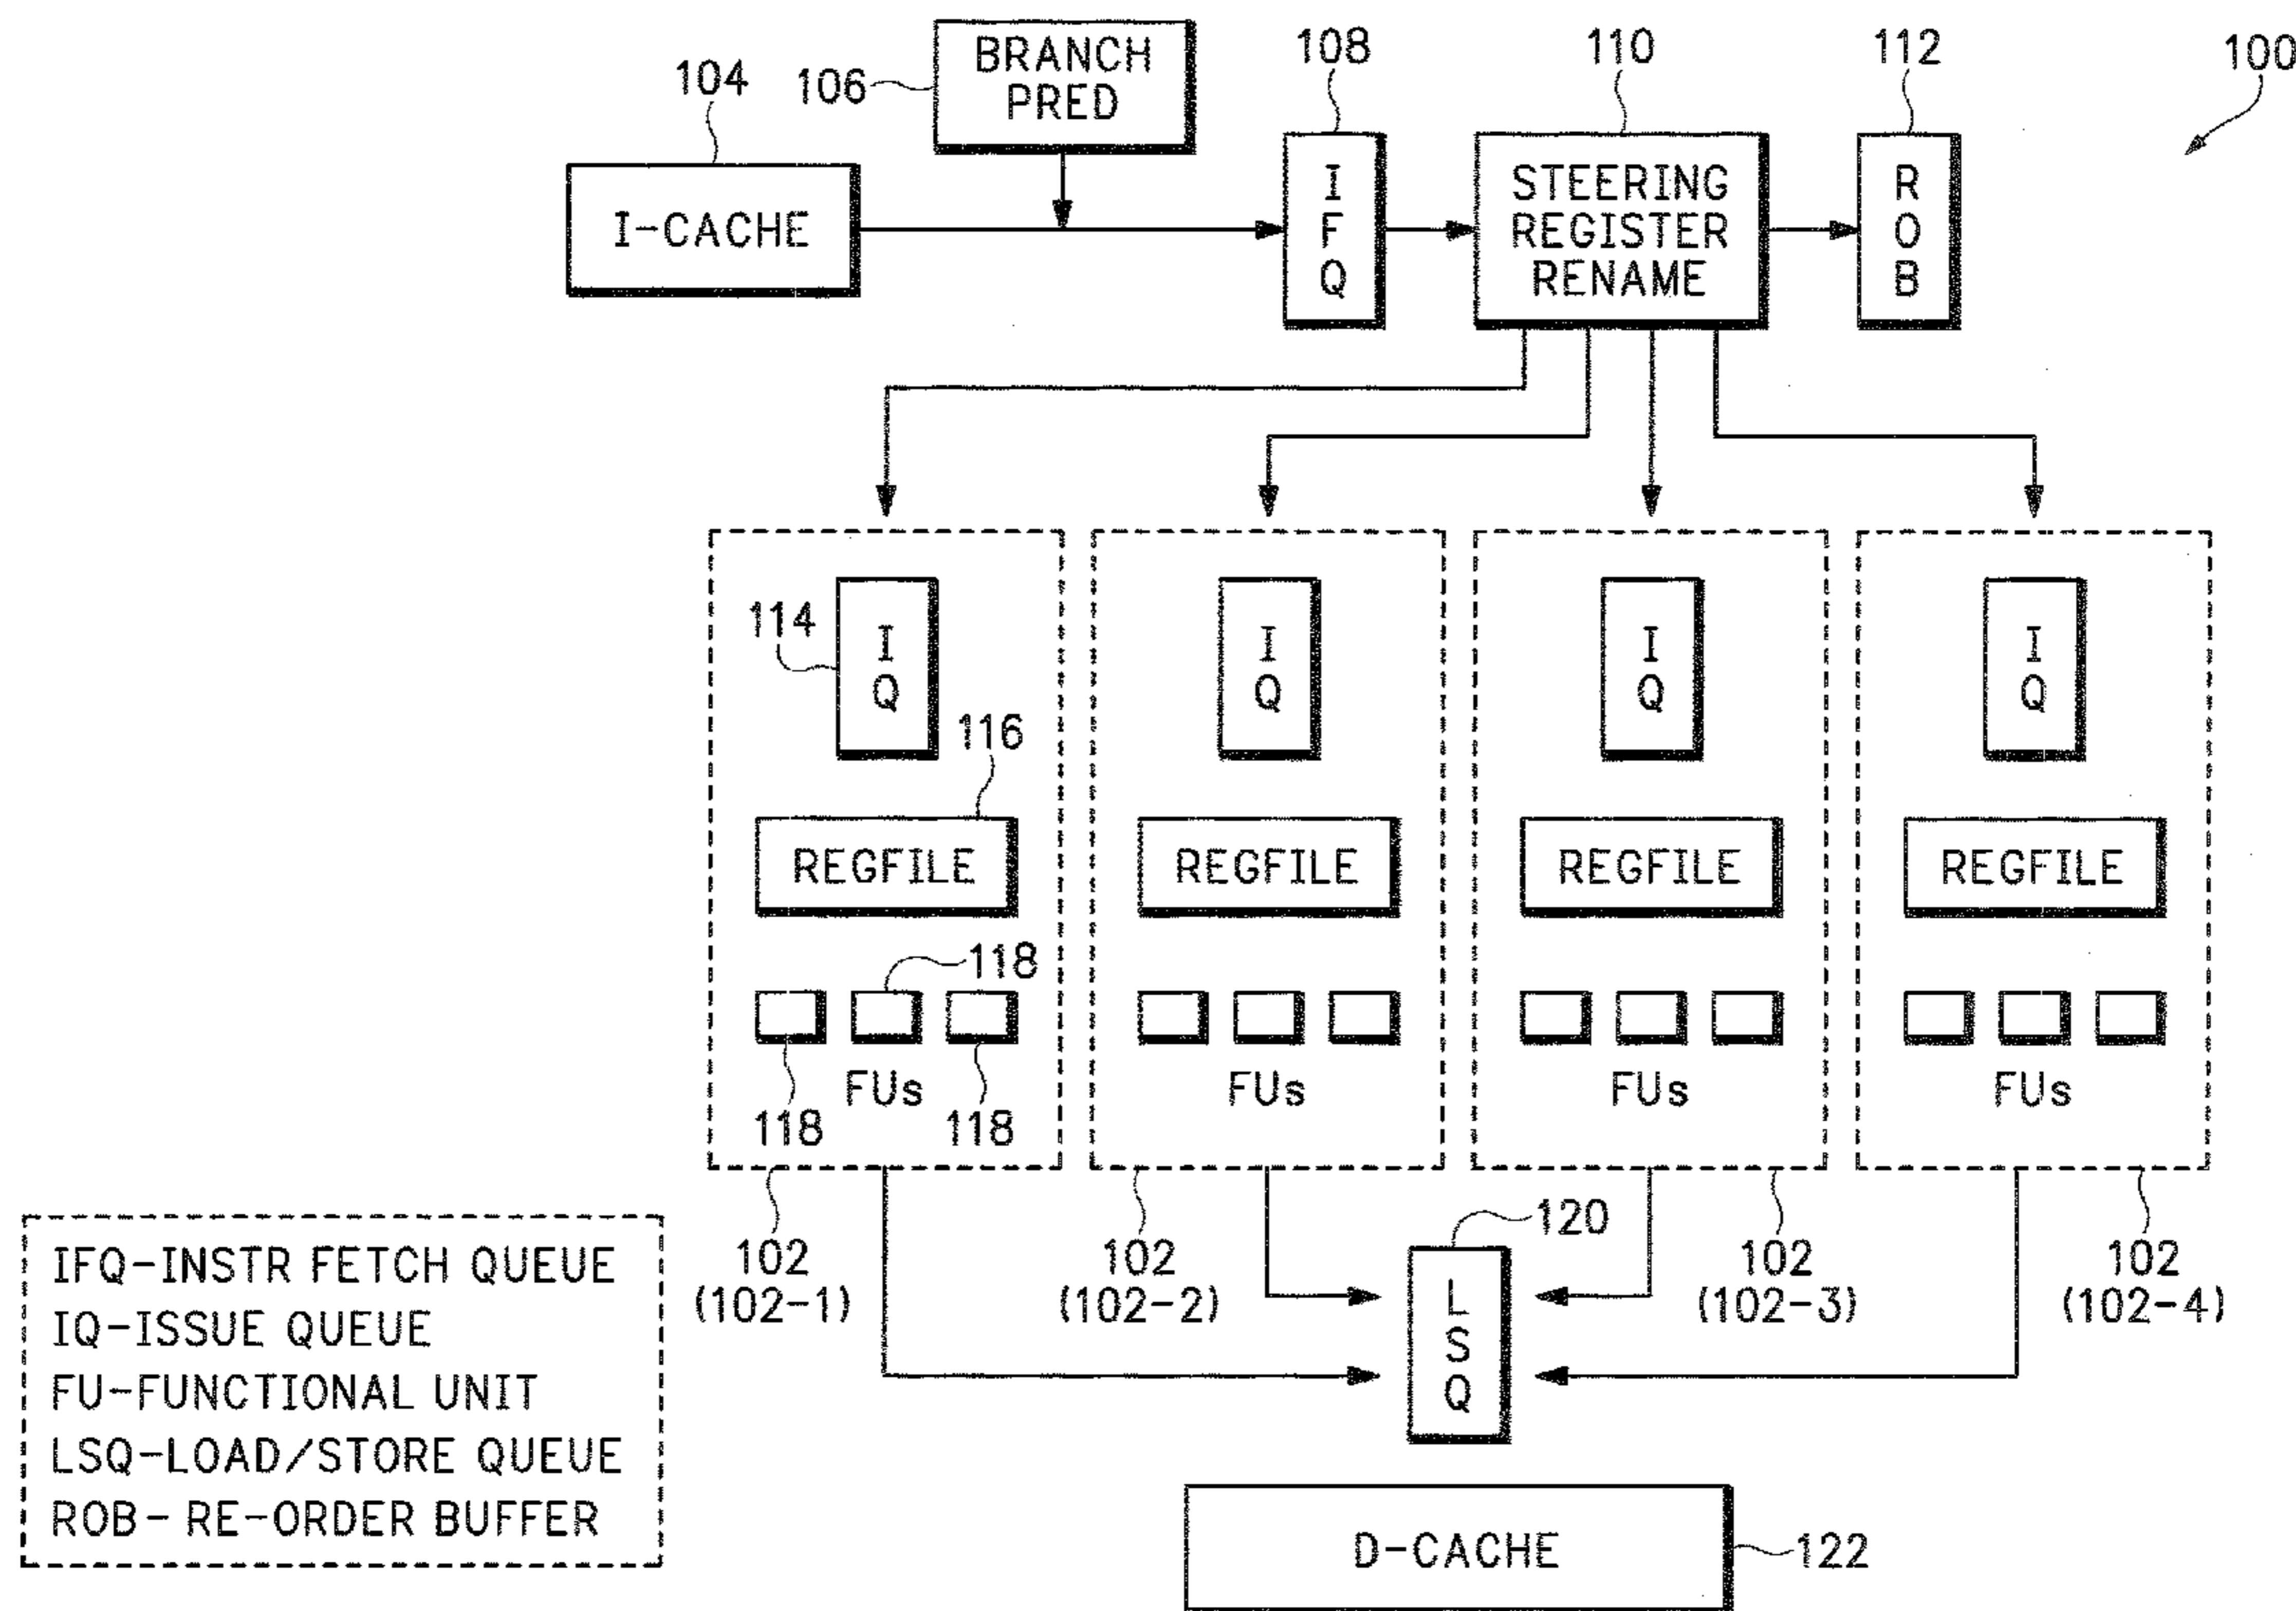 BRANCH
PRED
106
104
108
110
112
100
I-CACHE
I
F
Q
STEERING
REGISTER
RENAME
R
O
B
114
I
Q
I
Q
I
Q
I
Q
116
REGFILE
REGFILE
REGFILE
REGFILE
118
FUs
FUs
FUs
FUs
118
118
102
(102-1)
102
(102-2)
120
102
(102-3)
102
(102-4)
L
S
Q
D-CACHE
122
IFQ-INSTR FETCH QUEUE
IQ-ISSUE QUEUE
FU-FUNCTIONAL UNIT
LSQ-LOAD/STORE QUEUE
ROB- RE-ORDER BUFFER